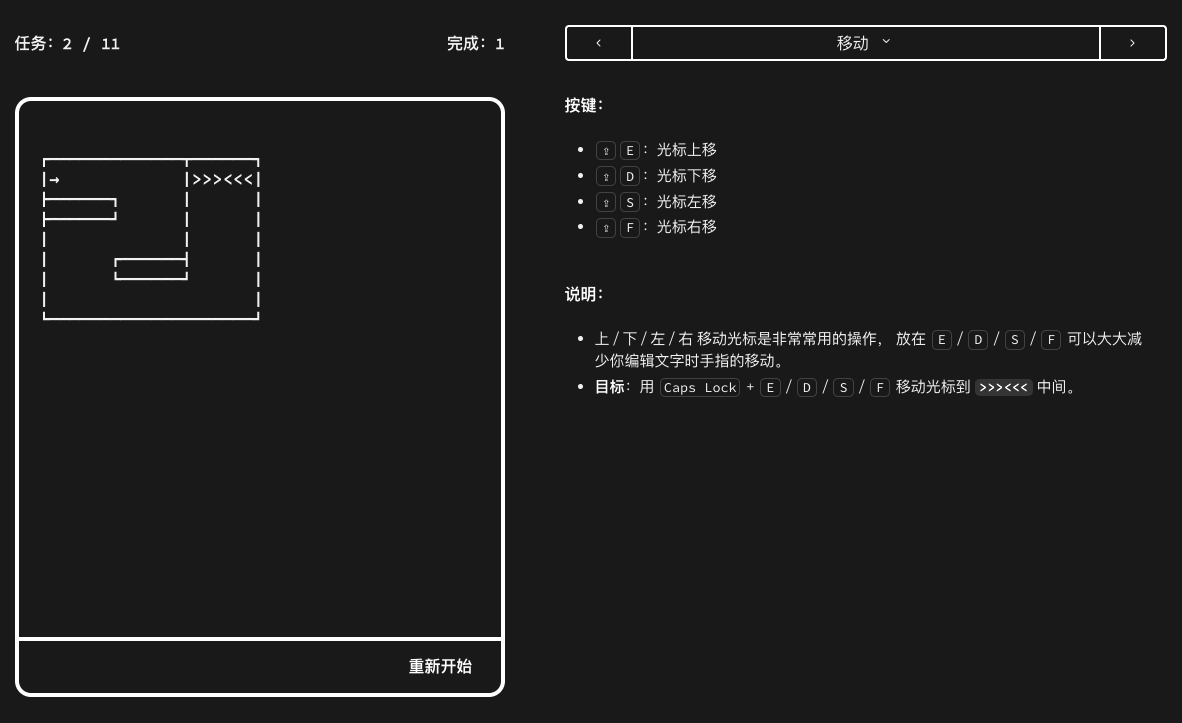 任务: 2 / 11
完成: 1
→ >>><<<
重新开始
‹ 移动 ⌄ ›
按键:
• ⇧ E : 光标上移
• ⇧ D : 光标下移
• ⇧ S : 光标左移
• ⇧ F : 光标右移
说明:
• 上 / 下 / 左 / 右 移动光标是非常常用的操作, 放在 E / D / S / F 可以大大减
少你编辑文字时手指的移动。
• 目标: 用 Caps Lock + E / D / S / F 移动光标到 >>><<< 中间。